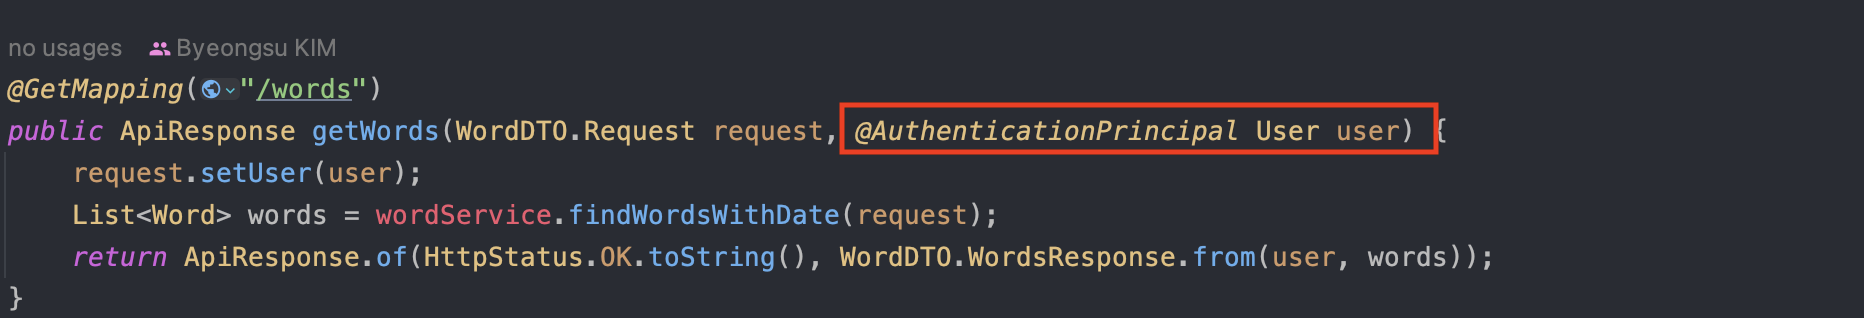 no usages Byeongsu KIM
@GetMapping("/words")
public ApiResponse getWords(WordDTO.Request request, @AuthenticationPrincipal User user) {
request.setUser(user);
List<Word> words = wordService.findWordsWithDate(request);
return ApiResponse.of(HttpStatus.OK.toString(), WordDTO.WordsResponse.from(user, words));
}